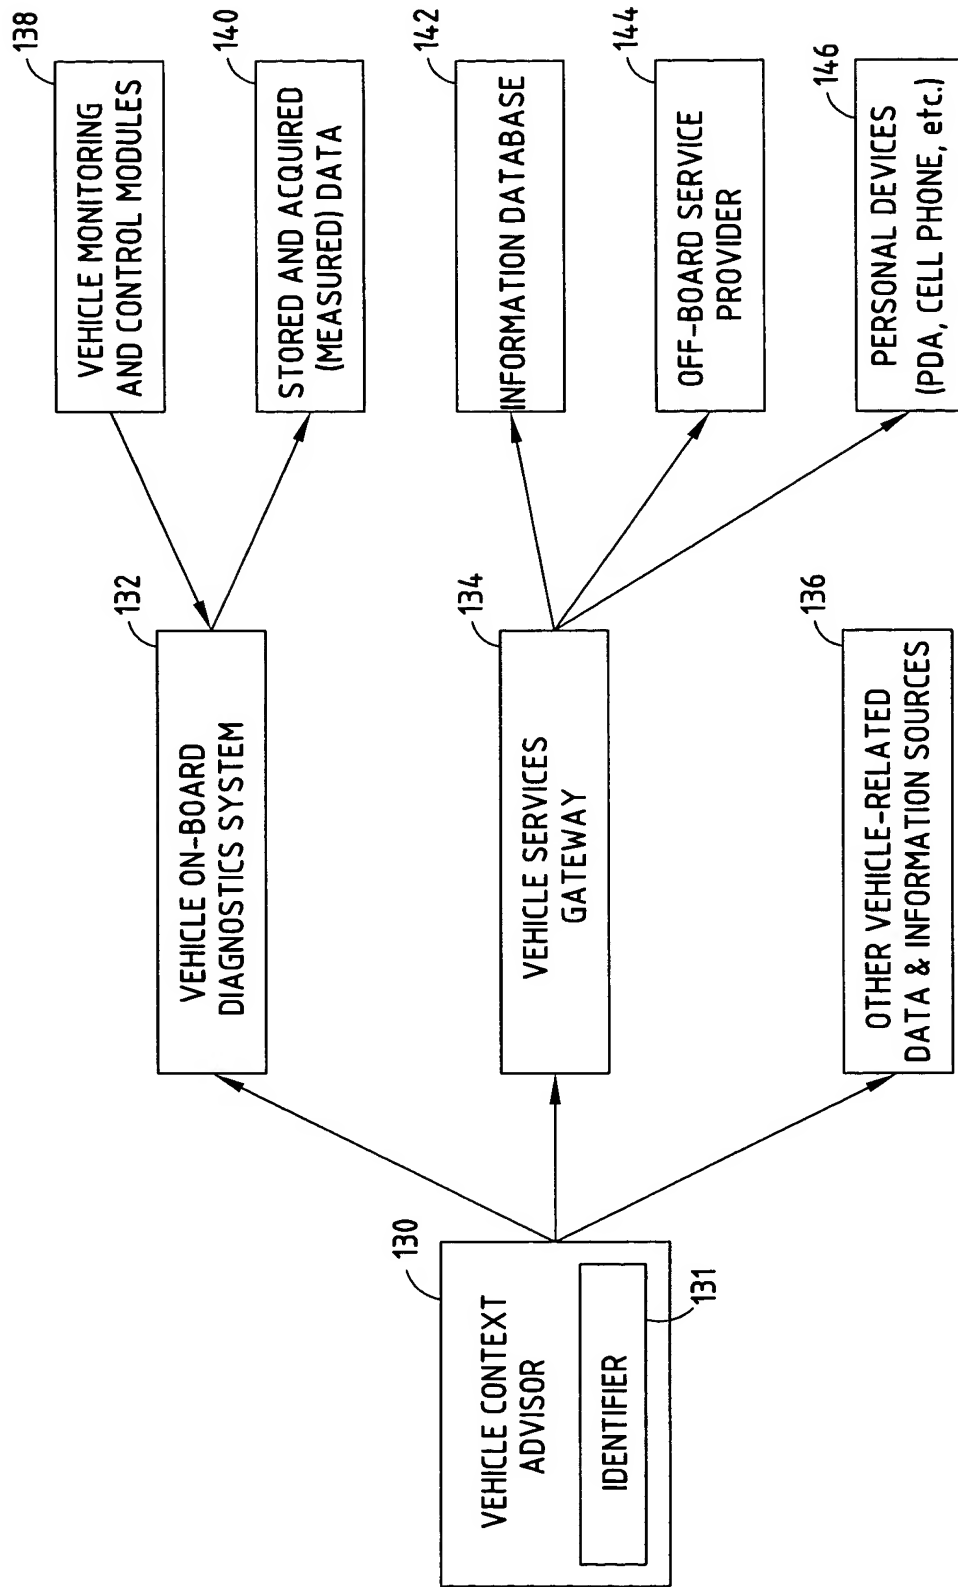 VEHICLE CONTEXT
ADVISOR
130
IDENTIFIER
131
VEHICLE ON-BOARD
DIAGNOSTICS SYSTEM
132
VEHICLE SERVICES
GATEWAY
134
OTHER VEHICLE-RELATED
DATA & INFORMATION SOURCES
136
VEHICLE MONITORING
AND CONTROL MODULES
138
STORED AND ACQUIRED
(MEASURED) DATA
140
INFORMATION DATABASE
142
OFF-BOARD SERVICE
PROVIDER
144
PERSONAL DEVICES
(PDA, CELL PHONE, etc.)
146